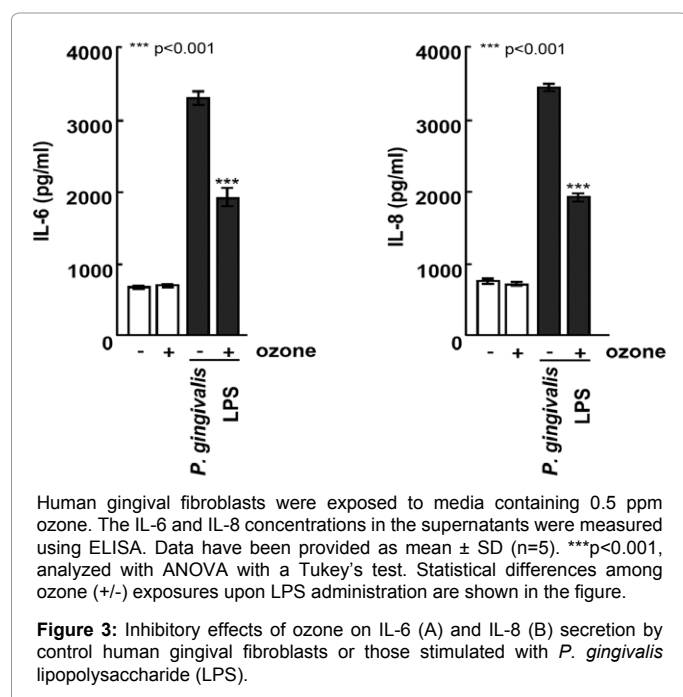 *** p<0.001
4000
3000
2000
1000
0
IL-6 (pg/ml)
***
- + - + ozone
P. gingivalis
LPS
*** p<0.001
4000
3000
2000
1000
0
IL-8 (pg/ml)
***
- + - + ozone
P. gingivalis
LPS
Human gingival fibroblasts were exposed to media containing 0.5 ppm
ozone. The IL-6 and IL-8 concentrations in the supernatants were measured
using ELISA. Data have been provided as mean ± SD (n=5). ***p<0.001,
analyzed with ANOVA with a Tukey's test. Statistical differences among
ozone (+/-) exposures upon LPS administration are shown in the figure.
Figure 3: Inhibitory effects of ozone on IL-6 (A) and IL-8 (B) secretion by
control human gingival fibroblasts or those stimulated with P. gingivalis
lipopolysaccharide (LPS).